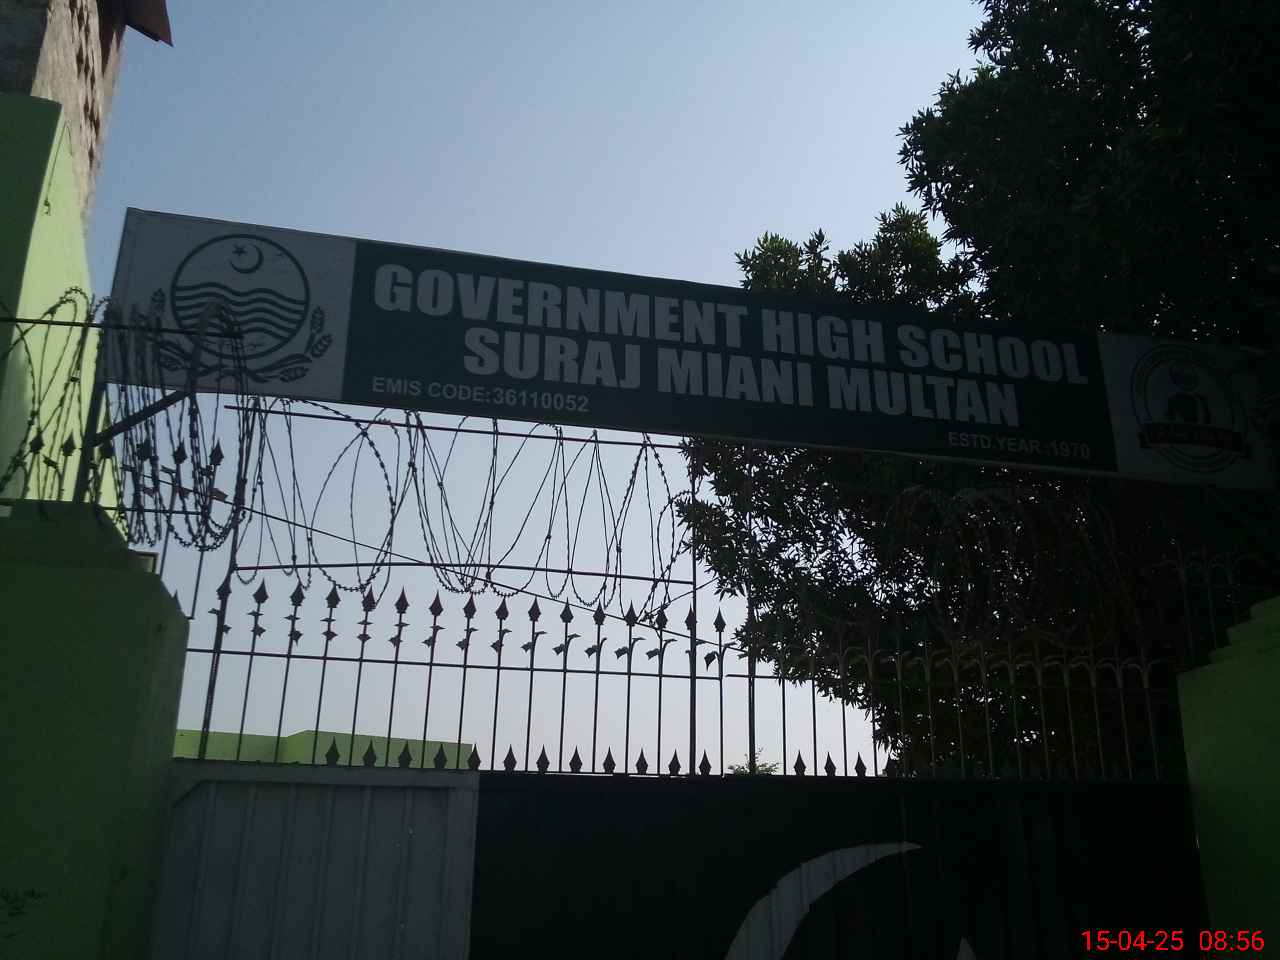 GOVERNMENT HIGH SCHOOL
SURAJ MIANI MULTAN
EMIS CODE:36110052
ESTD.YEAR:1970
15-04-25 08:56